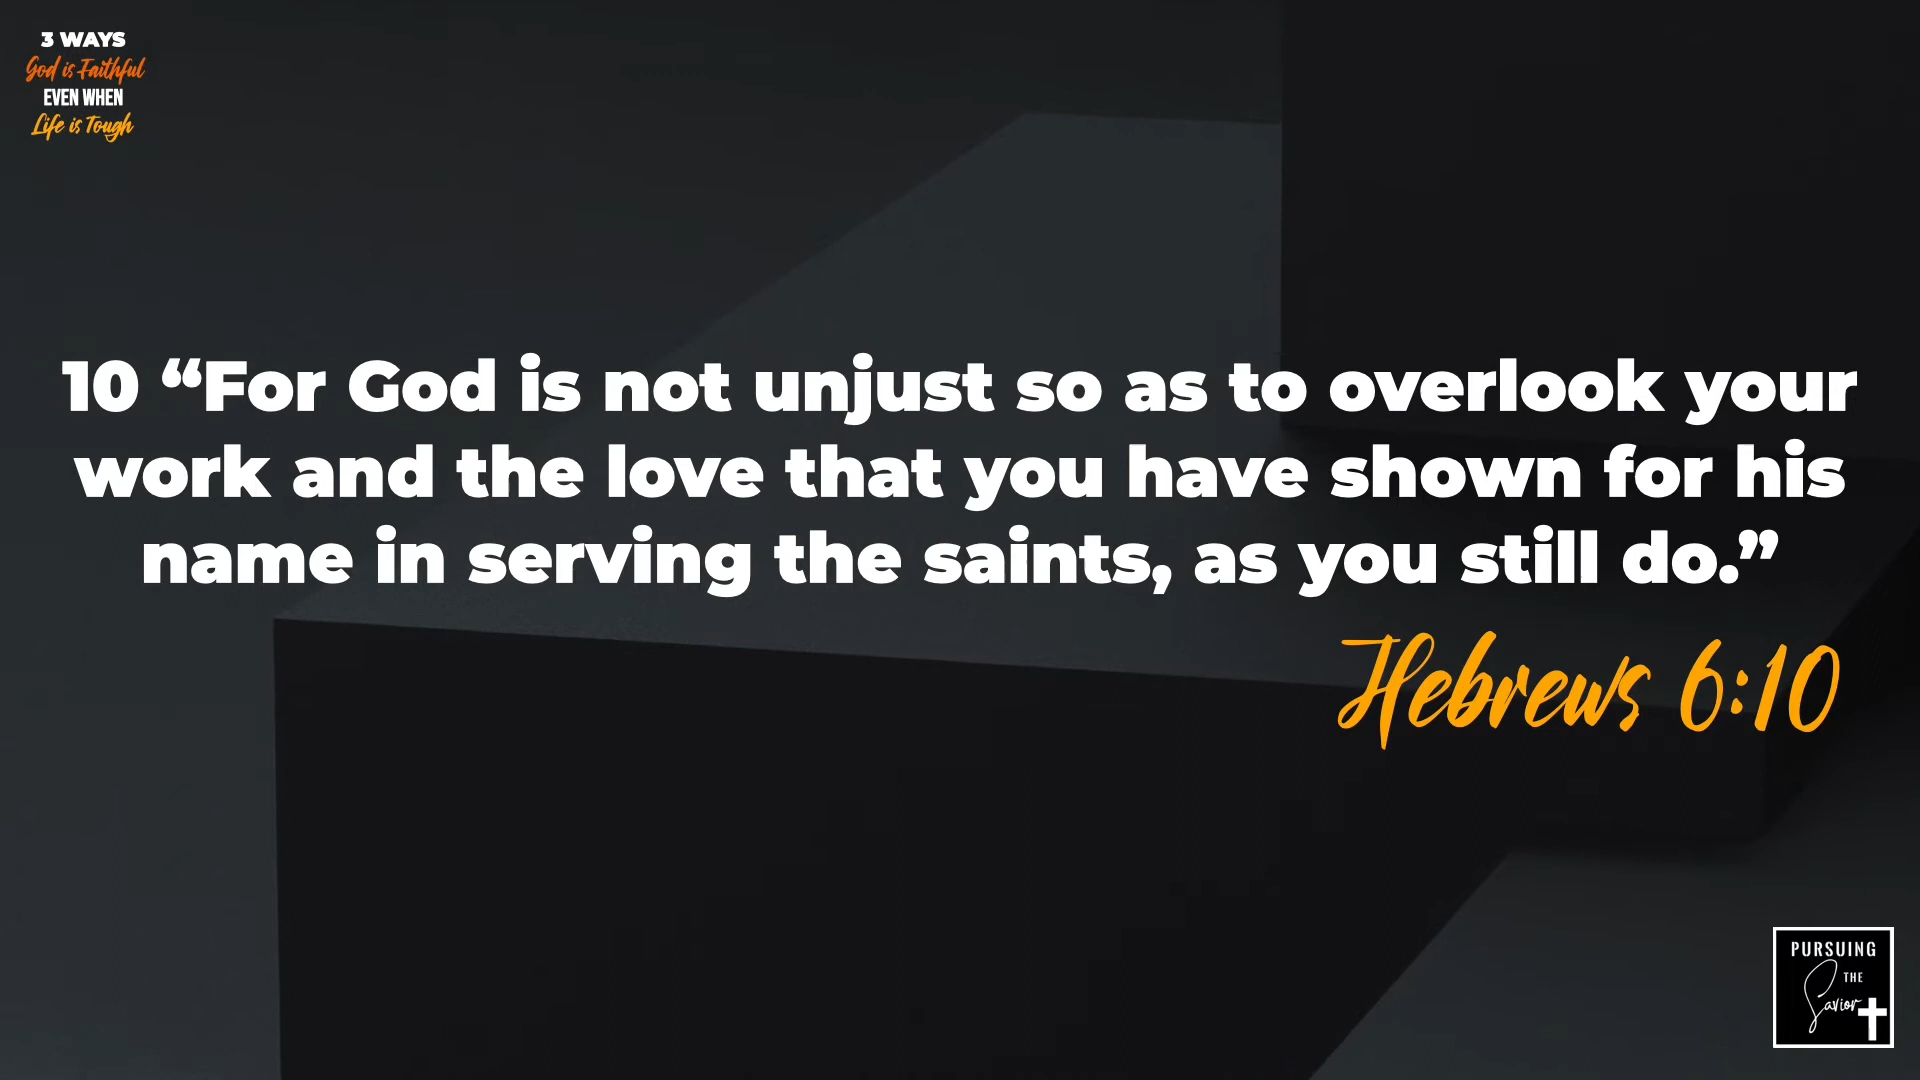 3 WAYS
God is Faithful
EVEN WHEN
Life is Tough
10 “For God is not unjust so as to overlook your
work and the love that you have shown for his
name in serving the saints, as you still do.”
Hebrews 6:10
PURSUING
THE
Savior